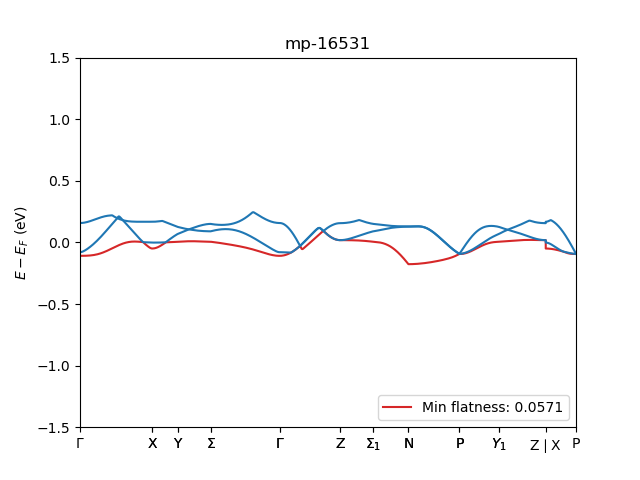 mp-16531
1.5
1.0
0.5
0.0
−0.5
−1.0
−1.5
E − E_F (eV)
Min flatness: 0.0571
Γ X Y Σ Γ Z Σ₁ N P Y₁ Z | X P